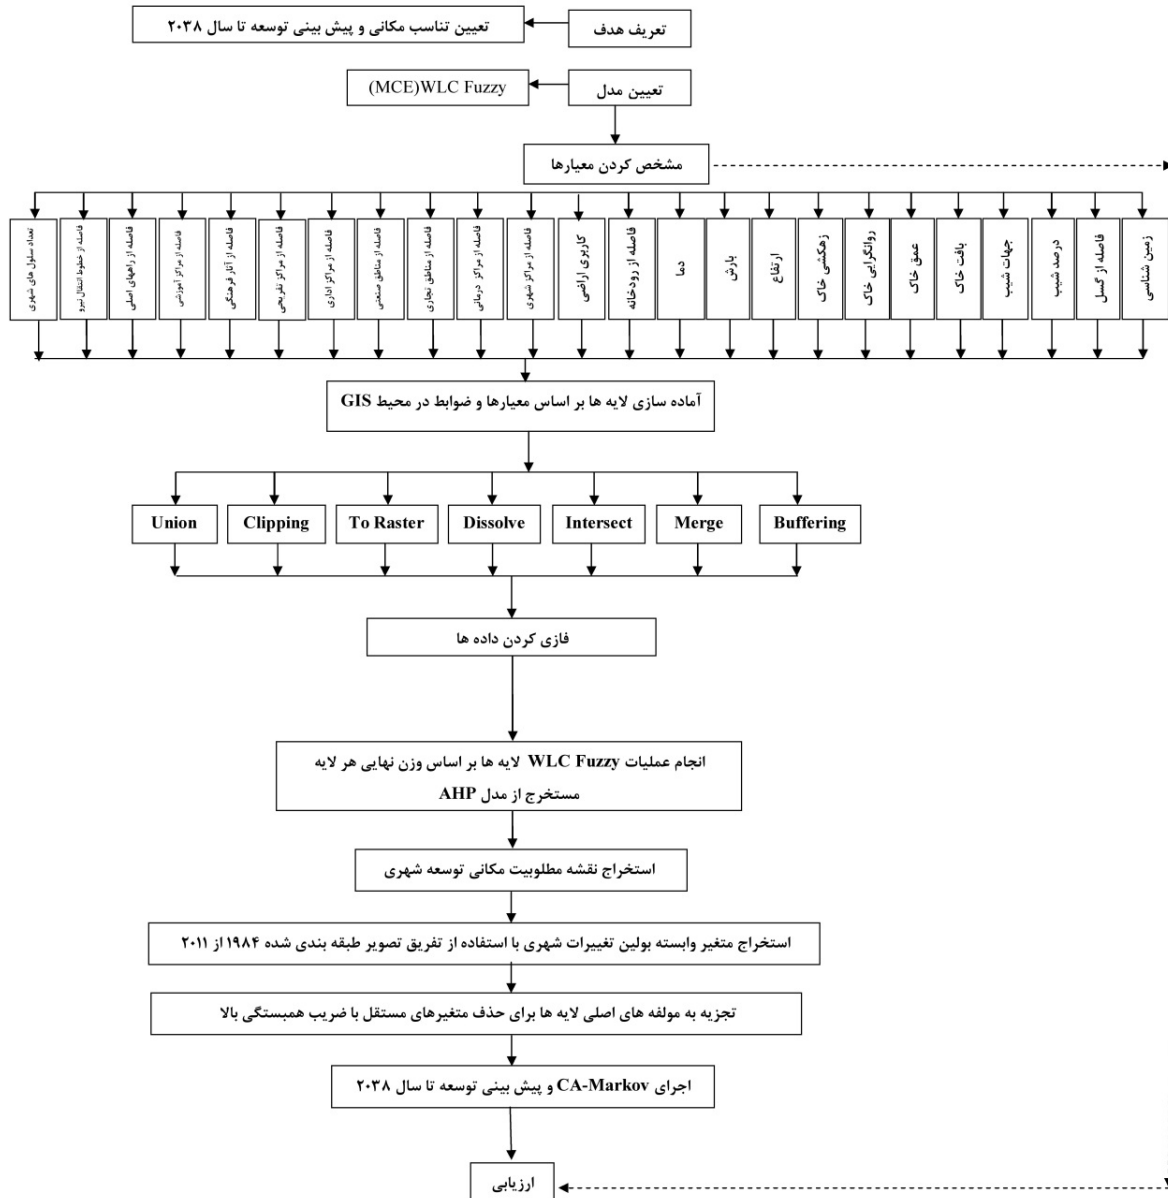 تعریف هدف
تعیین تناسب مکانی و پیش بینی توسعه تا سال ۲۰۳۸
تعیین مدل
(MCE)WLC Fuzzy
مشخص کردن معیارها
زمین شناسی
فاصله از گسل
درصد شیب
جهات شیب
بافت خاک
عمق خاک
روانگرایی خاک
زهکشی خاک
ارتفاع
بارش
دما
فاصله از رودخانه
کاربری اراضی
فاصله از مراکز شهری
فاصله از مراکز درمانی
فاصله از مناطق تجاری
فاصله از مناطق صنعتی
فاصله از مراکز اداری
فاصله از مراکز تفریحی
فاصله از آثار فرهنگی
فاصله از مراکز آموزشی
فاصله از راههای اصلی
فاصله از خطوط انتقال نیرو
تعداد سلول های شهری
آماده سازی لایه ها بر اساس معیارها و ضوابط در محیط GIS
Union
Clipping
To Raster
Dissolve
Intersect
Merge
Buffering
فازی کردن داده ها
انجام عملیات WLC Fuzzy لایه ها بر اساس وزن نهایی هر لایه
مستخرج از مدل AHP
استخراج نقشه مطلوبیت مکانی توسعه شهری
استخراج متغیر وابسته بولین تغییرات شهری با استفاده از تفریق تصویر طبقه بندی شده ۱۹۸۴ از ۲۰۱۱
تجزیه به مولفه های اصلی لایه ها برای حذف متغیرهای مستقل با ضریب همبستگی بالا
اجرای CA-Markov و پیش بینی توسعه تا سال ۲۰۳۸
ارزیابی